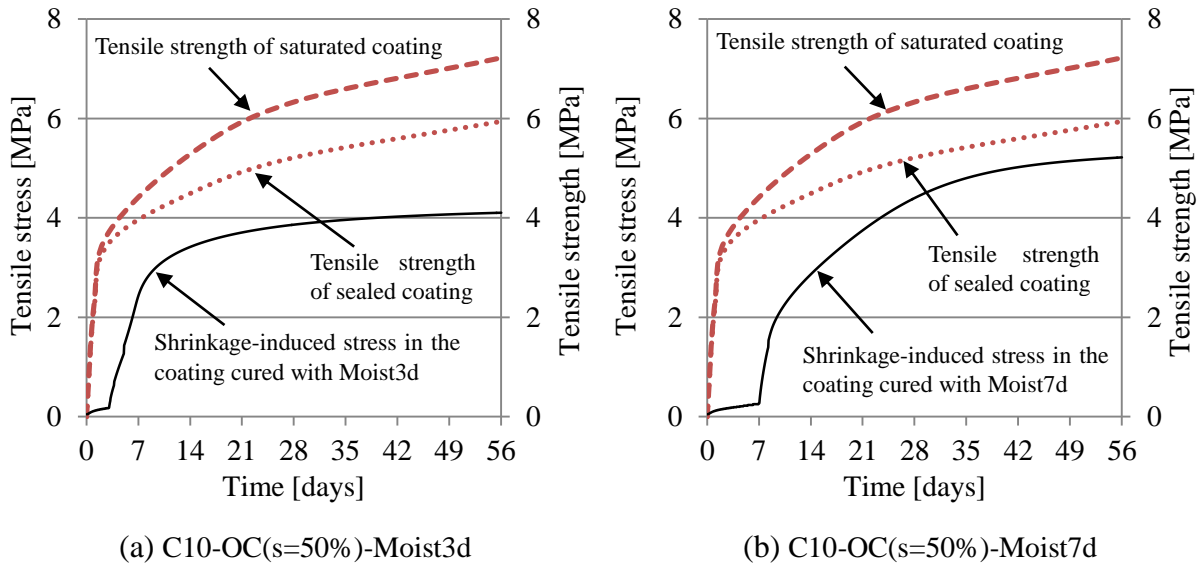 8
6
4
2
0
Tensile stress [MPa]
Tensile strength of saturated coating
Tensile strength
of sealed coating
Shrinkage-induced stress in the
coating cured with Moist3d
8
6
4
2
0
Tensile strength [MPa]
0 7 14 21 28 35 42 49 56
Time [days]
(a) C10-OC(s=50%)-Moist3d
8
6
4
2
0
Tensile stress [MPa]
Tensile strength of saturated coating
Tensile strength
of sealed coating
Shrinkage-induced stress in the
coating cured with Moist7d
8
6
4
2
0
Tensile strength [MPa]
0 7 14 21 28 35 42 49 56
Time [days]
(b) C10-OC(s=50%)-Moist7d